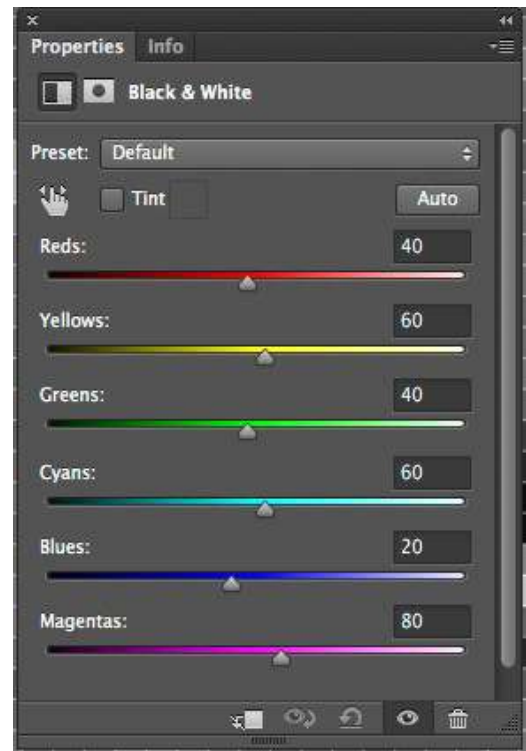 Properties Info
Black & White
Preset: Default
Tint Auto
Reds: 40
Yellows: 60
Greens: 40
Cyans: 60
Blues: 20
Magentas: 80